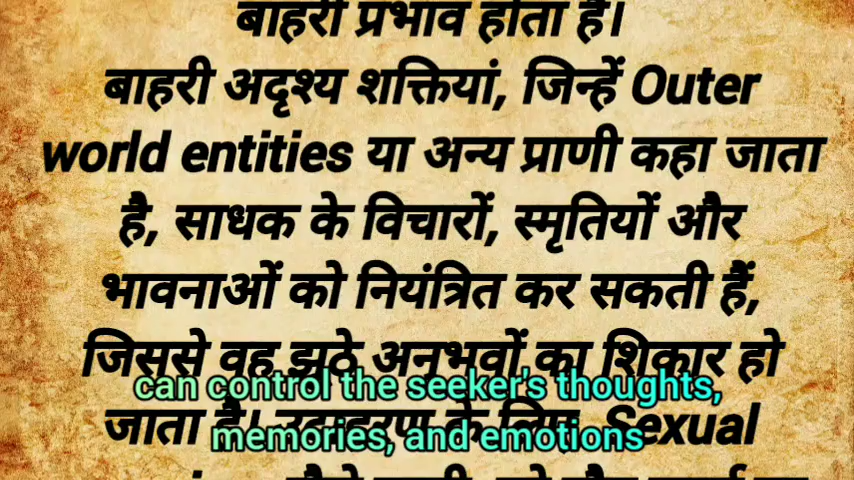 बाहरी प्रभाव होता है।
बाहरी अदृश्य शक्तियां, जिन्हें Outer
world entities या अन्य प्राणी कहा जाता
है, साधक के विचारों, स्मृतियों और
भावनाओं को नियंत्रित कर सकती हैं,
जिससे वह झूठे अनुभवों का शिकार हो
can control the seeker's thoughts,
जाता है। उदाहरण के लिए, Sexual
memories, and emotions